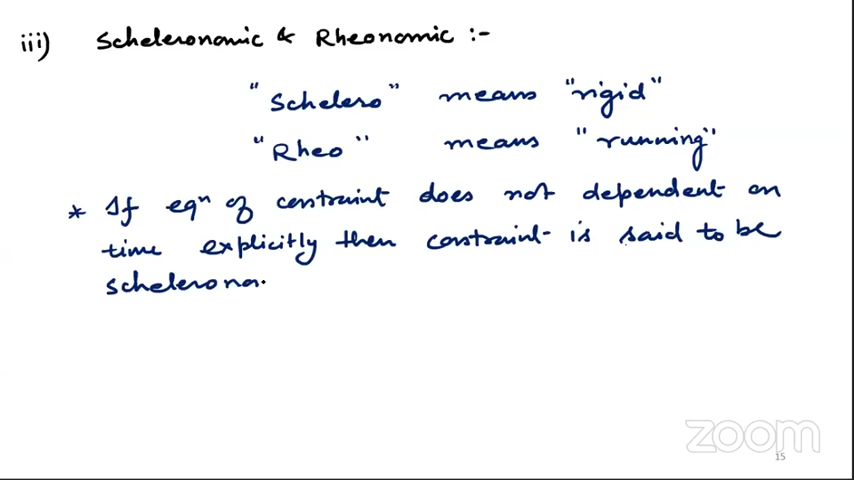 iii) Scheleronomic & Rheonomic :-
"Schelero" means "rigid"
"Rheo" means "running"
* If eqn of constraint does not dependent on
time explicitly then constraint is said to be
schelerona.
zoom
15